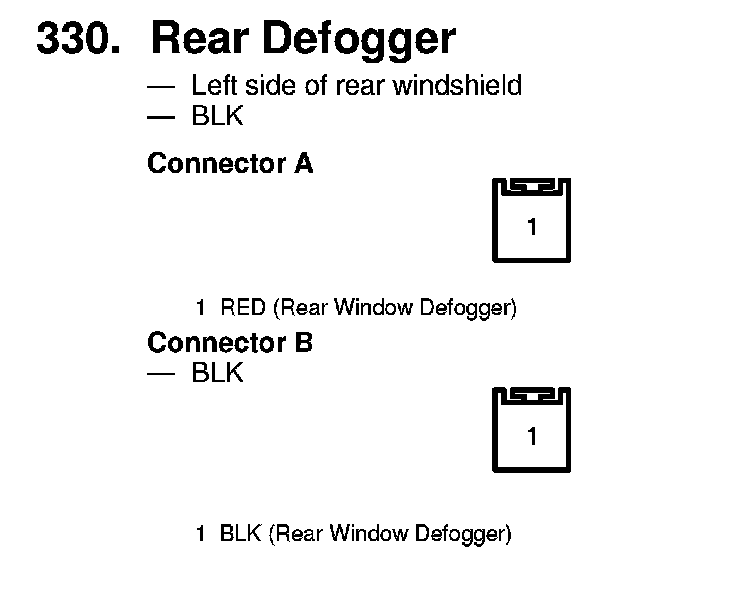 330. Rear Defogger
— Left side of rear windshield
— BLK
Connector A
1
1 RED (Rear Window Defogger)
Connector B
— BLK
1
1 BLK (Rear Window Defogger)